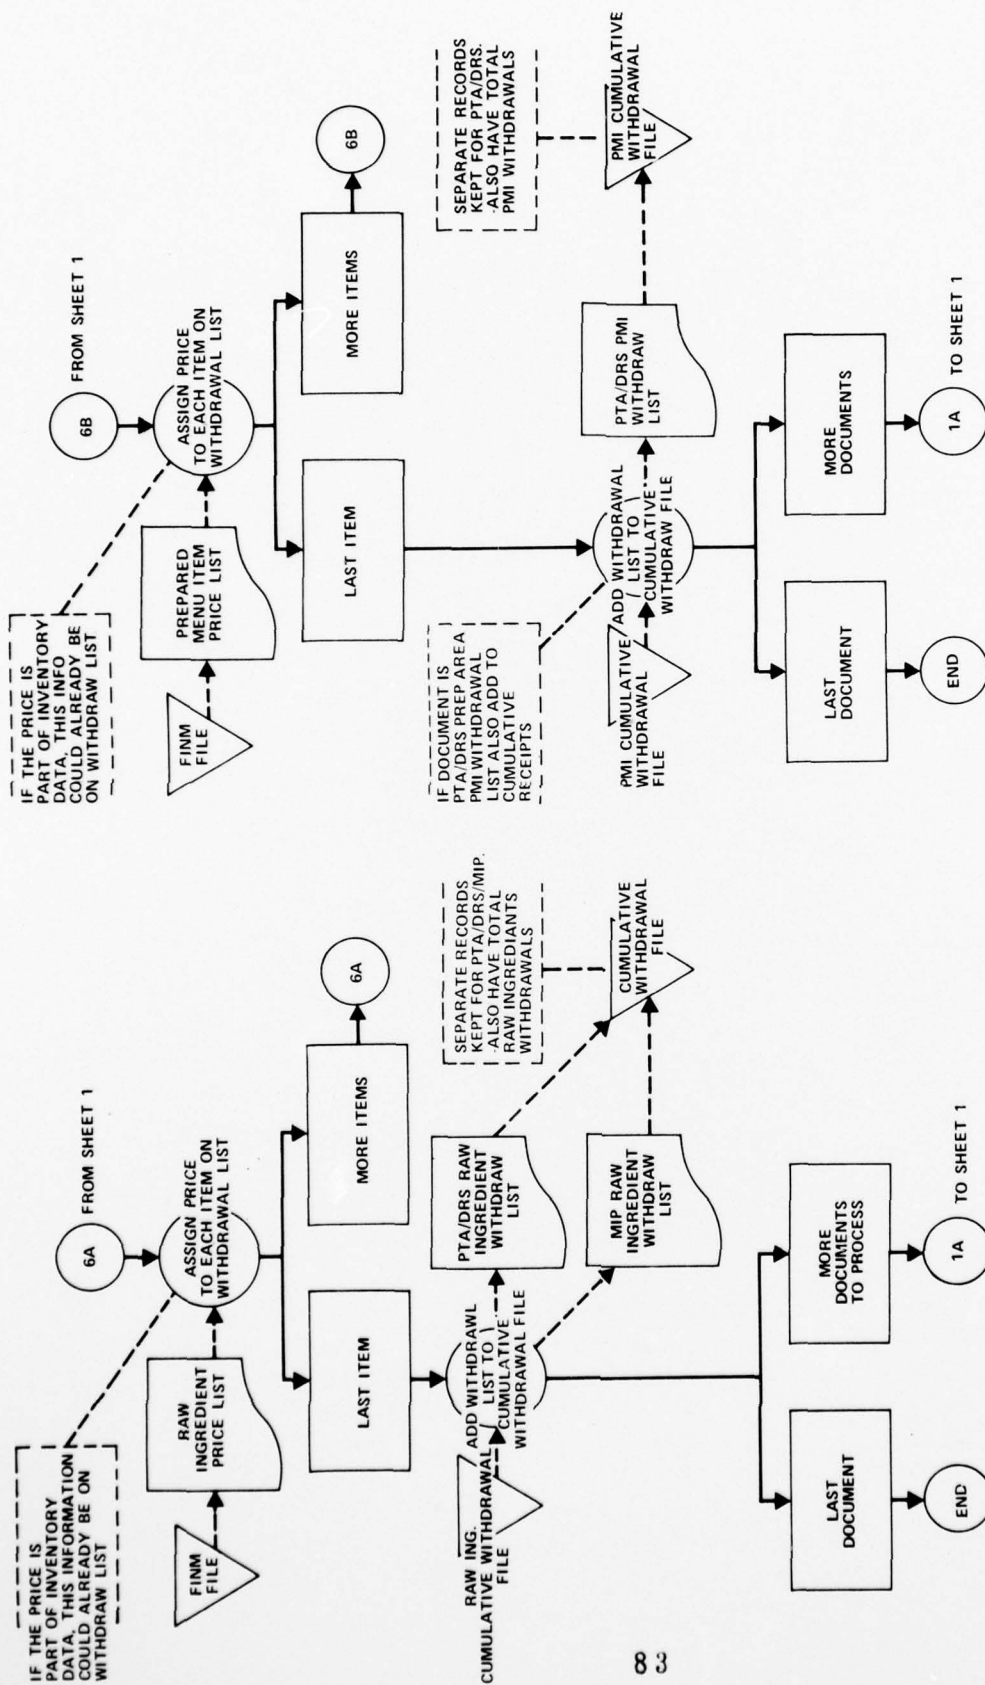 IF THE PRICE IS
PART OF INVENTORY
DATA, THIS INFORMATION
COULD ALREADY BE ON
WITHDRAW LIST
6A
FROM SHEET 1
FINM
FILE
RAW
INGREDIENT
PRICE LIST
ASSIGN PRICE
TO EACH ITEM ON
WITHDRAWAL LIST
LAST ITEM
MORE ITEMS
6A
RAW ING.
CUMULATIVE WITHDRAWAL
FILE
ADD WITHDRAWL
LIST TO
CUMULATIVE
WITHDRAWAL FILE
PTA/DRS RAW
INGREDIENT
WITHDRAW
LIST
MIP RAW
INGREDIENT
WITHDRAW
LIST
SEPARATE RECORDS
KEPT FOR PTA/DRS/MIP.
ALSO HAVE TOTAL
RAW INGREDIANTS
WITHDRAWALS
CUMULATIVE
WITHDRAWAL
FILE
LAST
DOCUMENT
MORE
DOCUMENTS
TO PROCESS
END
1A
TO SHEET 1
IF THE PRICE IS
PART OF INVENTORY
DATA, THIS INFO
COULD ALREADY BE
ON WITHDRAW LIST
6B
FROM SHEET 1
FINM
FILE
PREPARED
MENU ITEM
PRICE LIST
ASSIGN PRICE
TO EACH ITEM ON
WITHDRAWAL LIST
LAST ITEM
MORE ITEMS
6B
IF DOCUMENT IS
PTA/DRS PREP AREA
PMI WITHDRAWAL
LIST ALSO ADD TO
CUMULATIVE
RECEIPTS
PMI CUMULATIVE
WITHDRAWAL
FILE
ADD WITHDRAWAL
LIST TO
CUMULATIVE
WITHDRAW FILE
PTA/DRS PMI
WITHDRAW
LIST
SEPARATE RECORDS
KEPT FOR PTA/DRS.
ALSO HAVE TOTAL
PMI WITHDRAWALS
PMI CUMULATIVE
WITHDRAWAL
FILE
LAST
DOCUMENT
MORE
DOCUMENTS
END
1A
TO SHEET 1
83